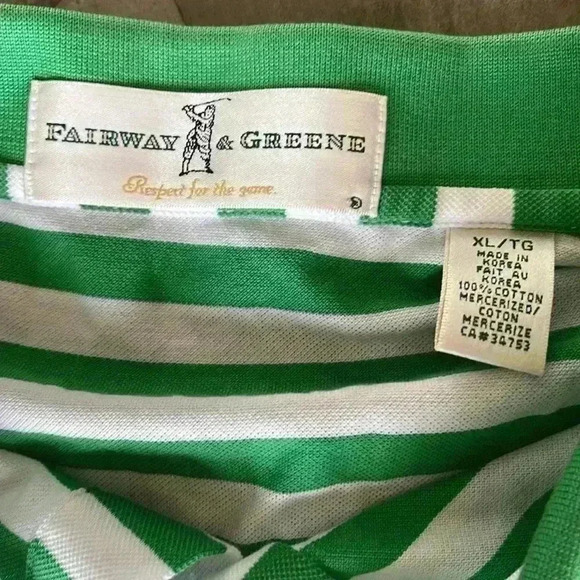 FAIRWAY & GREENE
Respect for the game.
XL/TG
MADE IN
KOREA
FAIT AU
KOREA
100% COTTON
MERCERIZED/
COTON
MERCERIZE
CA#34753